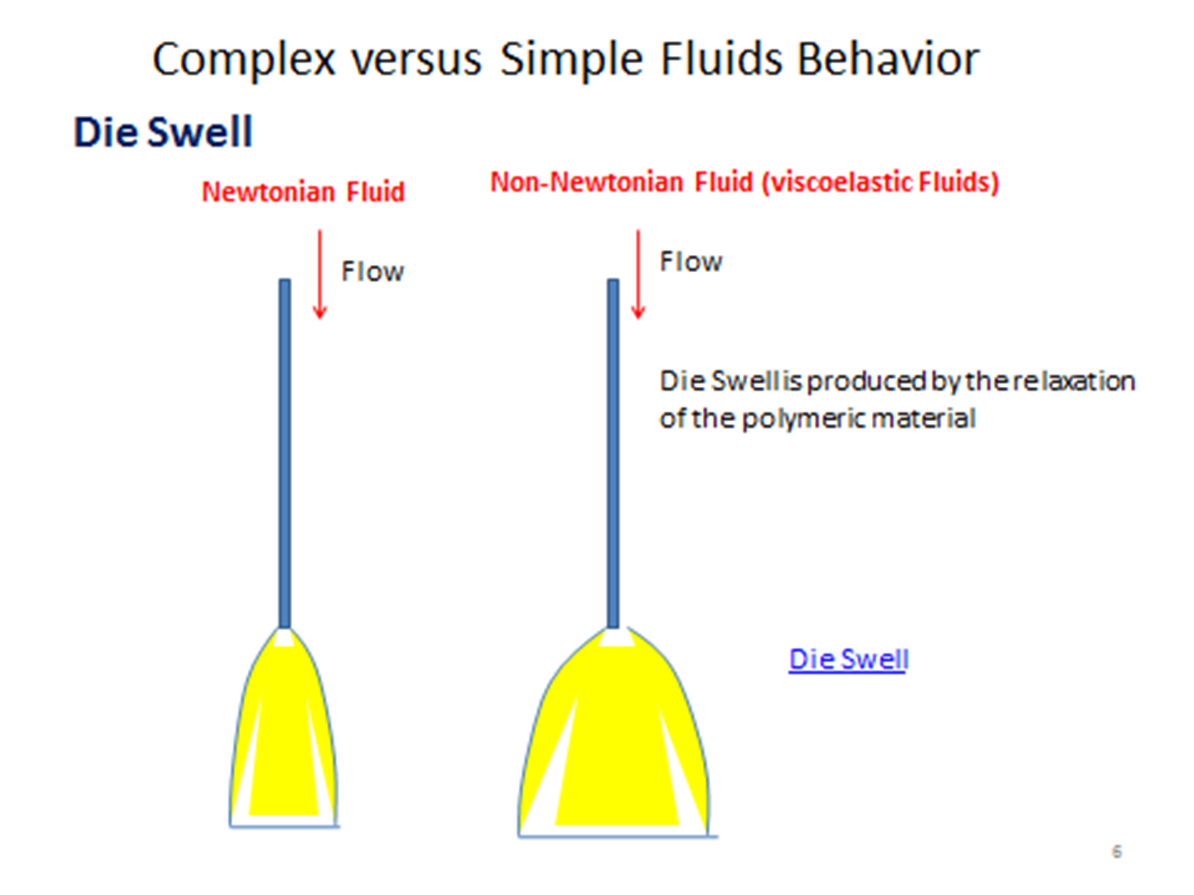 Complex versus Simple Fluids Behavior
Die Swell
Newtonian Fluid
Non-Newtonian Fluid (viscoelastic Fluids)
Flow
Flow
Die Swell is produced by the relaxation
of the polymeric material
Die Swell
6